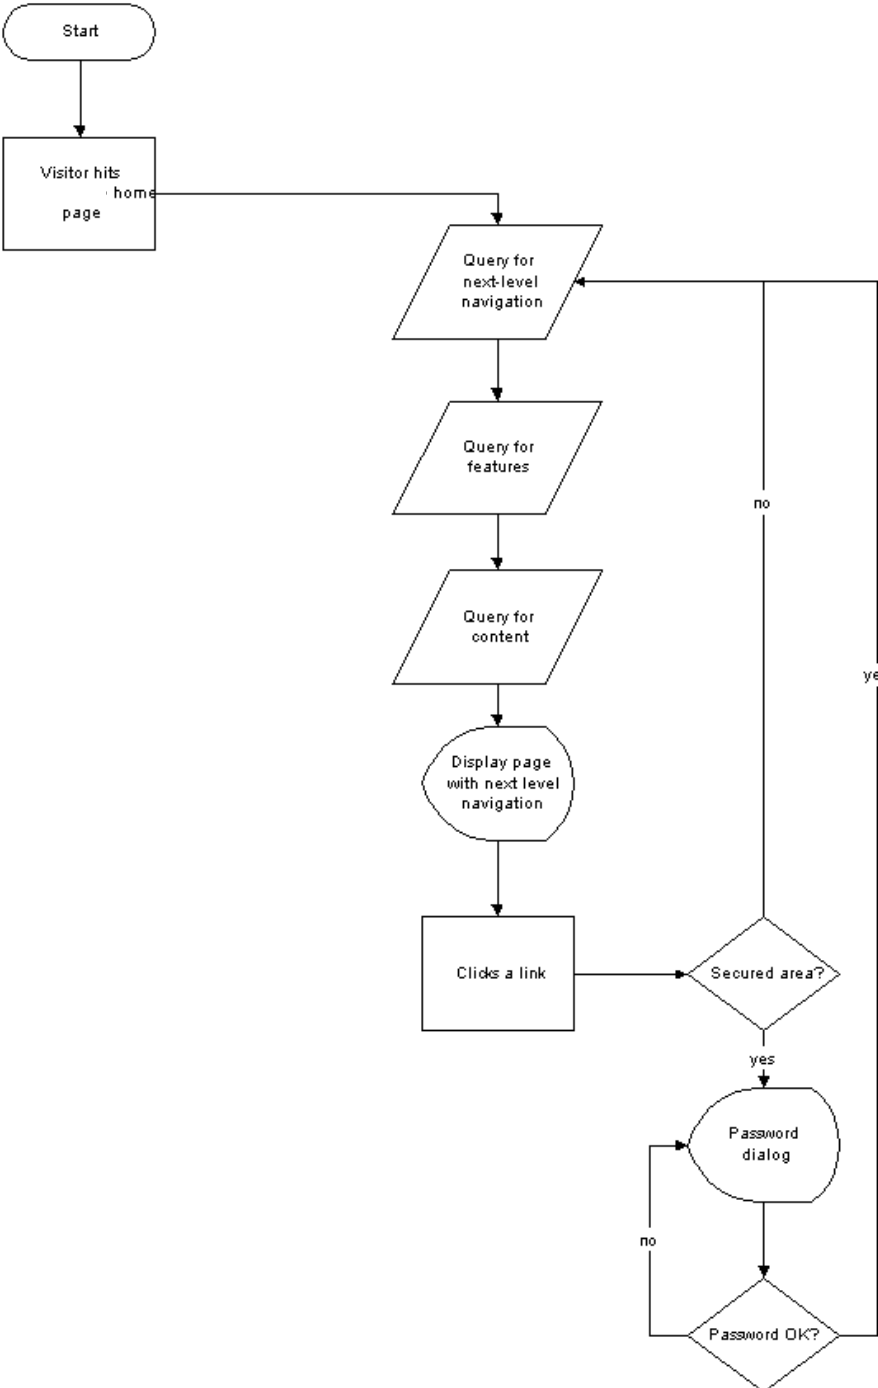 Start
Visitor hits
home
page
Query for
next-level
navigation
Query for
features
no
Query for
content
ye
Display page
with next level
navigation
Clicks a link
Secured area?
yes
Password
dialog
no
Password OK?